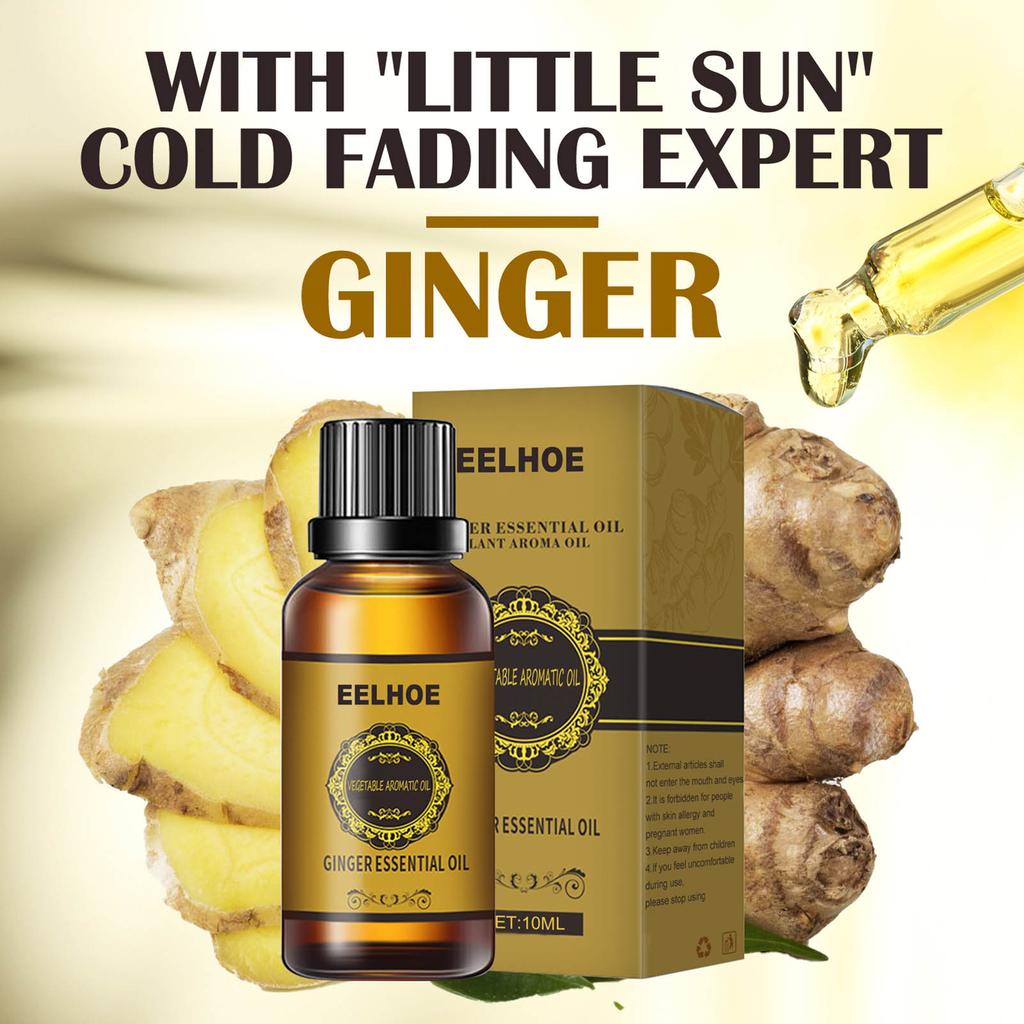 WITH "LITTLE SUN"
COLD FADING EXPERT
GINGER
EELHOE
ER ESSENTIAL OIL
LANT AROMA OIL
TABLE AROMATIC OIL
R ESSENTIAL OIL
ET:10ML
EELHOE
VEGETABLE AROMATIC OIL
GINGER ESSENTIAL OIL
NOTE:
1.External articles shall
not enter the mouth and eyes
2.It is forbidden for people
with skin allergy and
pregnant women.
3.Keep away from children
4.If you feel uncomfortable
during use,
please stop using